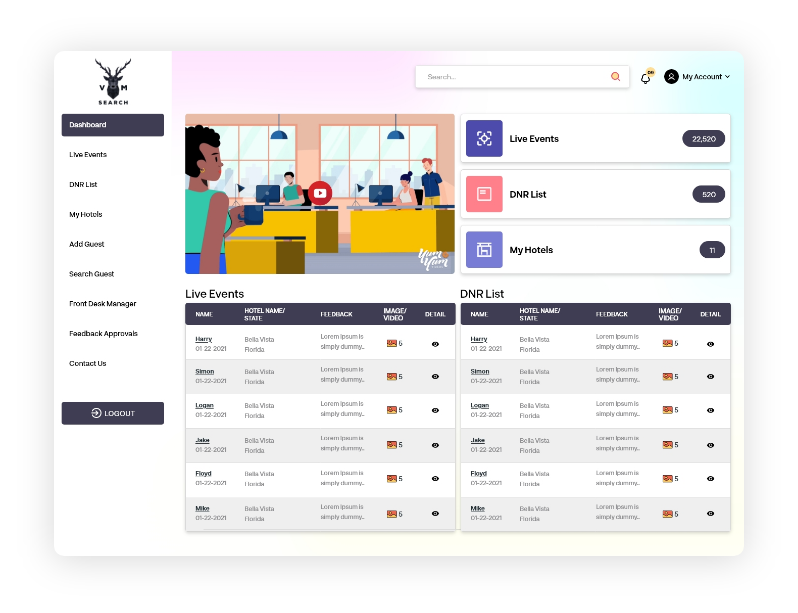 V M
SEARCH
Search...
09
My Account
Dashboard
Live Events
DNR List
My Hotels
Add Guest
Search Guest
Front Desk Manager
Feedback Approvals
Contact Us
LOGOUT
Yum
Yum
Live Events 22,520
DNR List 520
My Hotels 11
Live Events
NAME HOTEL NAME/ STATE FEEDBACK IMAGE/ VIDEO DETAIL
Harry Bella Vista Lorem Ipsum is 5
01-22-2021 Florida simply dummy...
Simon Bella Vista Lorem Ipsum is 5
01-22-2021 Florida simply dummy...
Logan Bella Vista Lorem Ipsum is 5
01-22-2021 Florida simply dummy...
Jake Bella Vista Lorem Ipsum is 5
01-22-2021 Florida simply dummy...
Floyd Bella Vista Lorem Ipsum is 5
01-22-2021 Florida simply dummy...
Mike Bella Vista Lorem Ipsum is 5
01-22-2021 Florida simply dummy...
DNR List
NAME HOTEL NAME/ STATE FEEDBACK IMAGE/ VIDEO DETAIL
Harry Bella Vista Lorem Ipsum is 5
01-22-2021 Florida simply dummy...
Simon Bella Vista Lorem Ipsum is 5
01-22-2021 Florida simply dummy...
Logan Bella Vista Lorem Ipsum is 5
01-22-2021 Florida simply dummy...
Jake Bella Vista Lorem Ipsum is 5
01-22-2021 Florida simply dummy...
Floyd Bella Vista Lorem Ipsum is 5
01-22-2021 Florida simply dummy...
Mike Bella Vista Lorem Ipsum is 5
01-22-2021 Florida simply dummy...